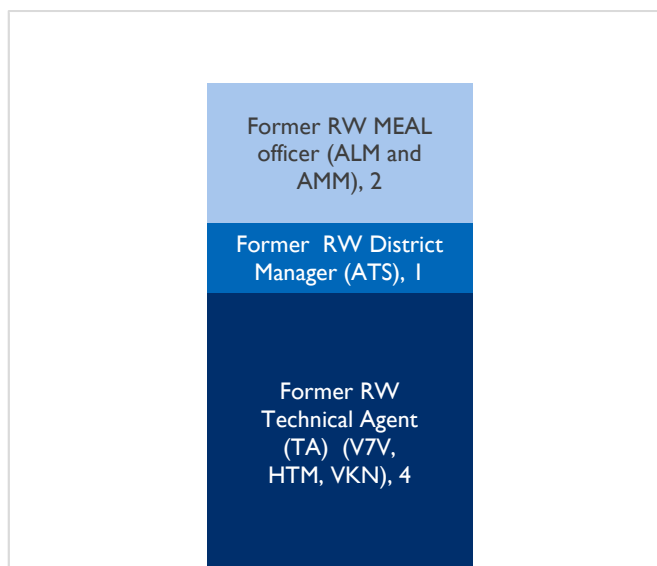 Former RW MEAL
officer (ALM and
AMM), 2
Former  RW District
Manager (ATS), 1
Former RW
Technical Agent
(TA)  (V7V,
HTM, VKN), 4